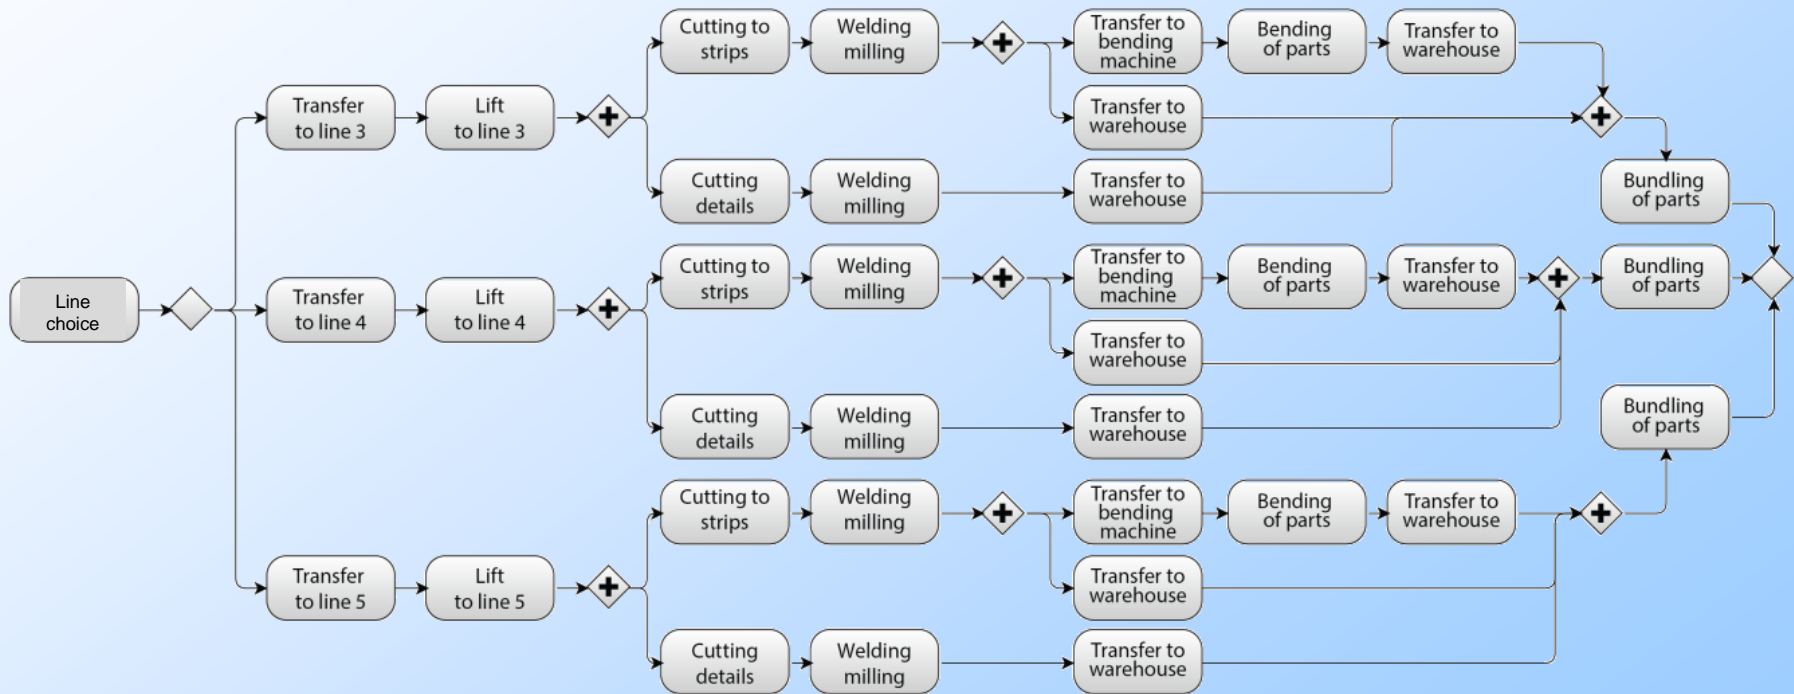 Cutting to
strips
Welding
milling
Transfer to
bending
machine
Bending
of parts
Transfer to
warehouse
Transfer
to line 3
Lift
to line 3
Transfer to
warehouse
Cutting
details
Welding
milling
Transfer to
warehouse
Bundling
of parts
Line
choice
Transfer
to line 4
Lift
to line 4
Cutting to
strips
Welding
milling
Transfer to
bending
machine
Bending
of parts
Transfer to
warehouse
Bundling
of parts
Transfer to
warehouse
Cutting
details
Welding
milling
Transfer to
warehouse
Bundling
of parts
Cutting to
strips
Welding
milling
Transfer to
bending
machine
Bending
of parts
Transfer to
warehouse
Transfer
to line 5
Lift
to line 5
Transfer to
warehouse
Cutting
details
Welding
milling
Transfer to
warehouse